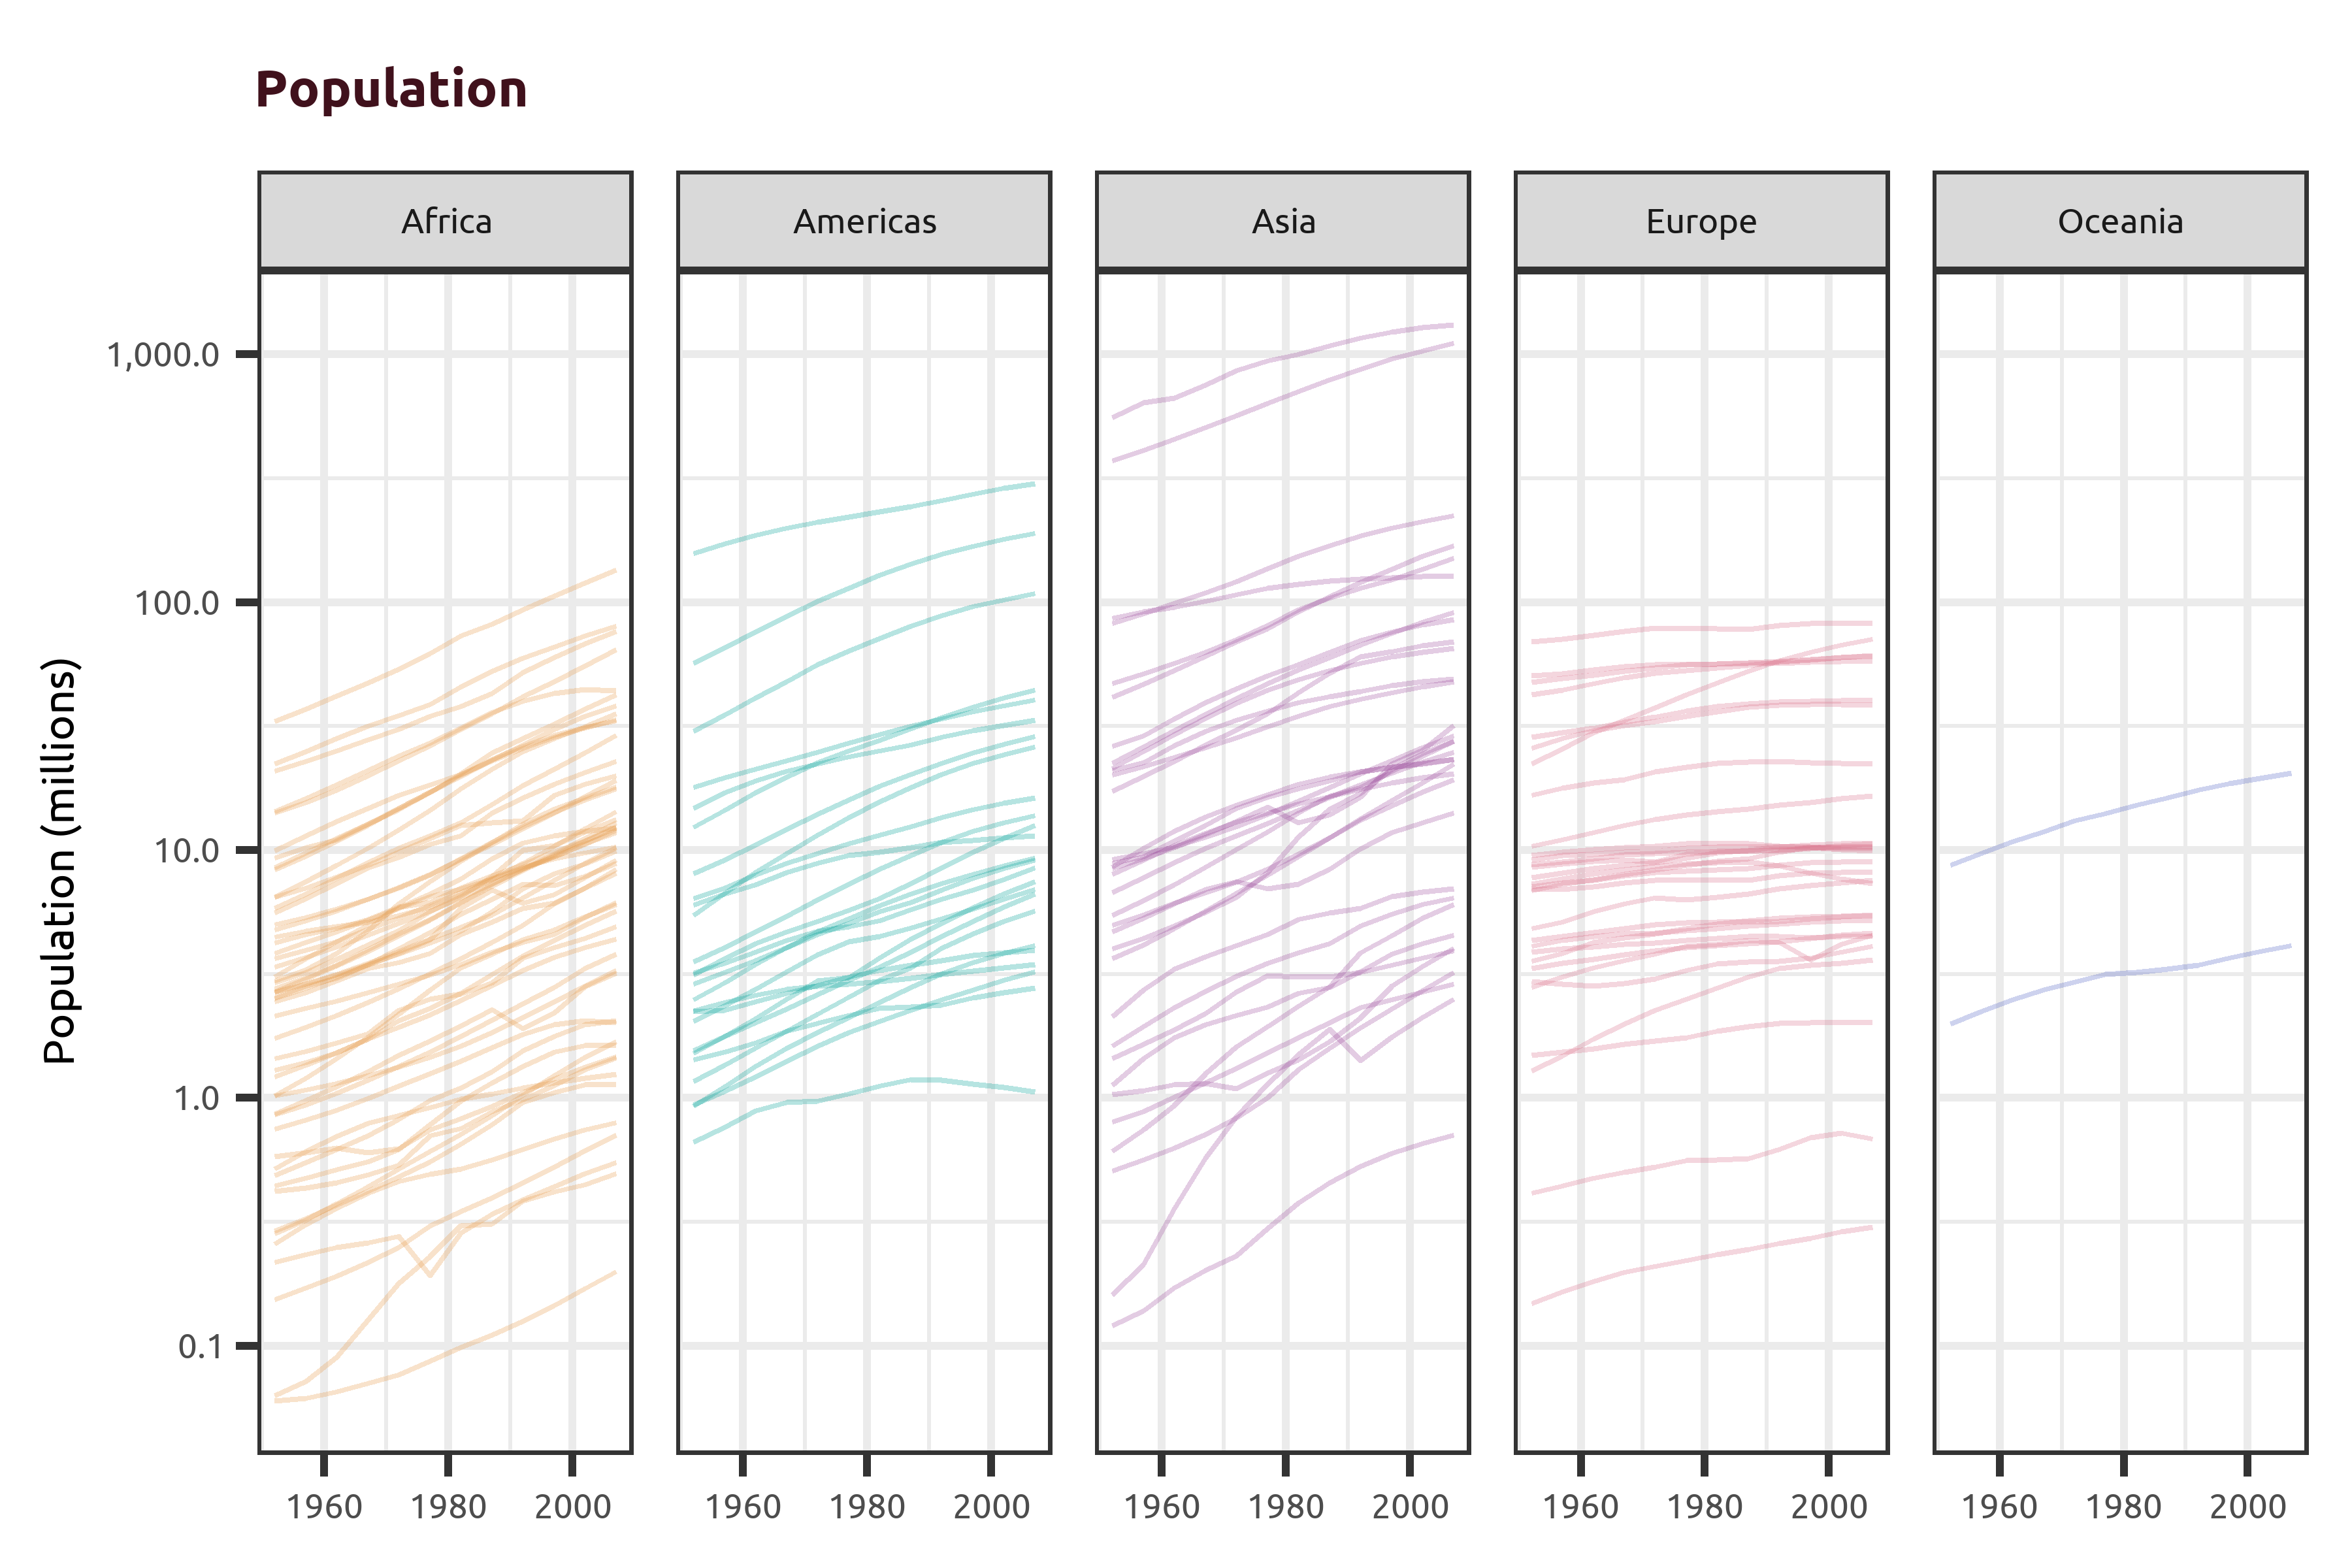 Population
Africa
Americas
Asia
Europe
Oceania
Population (millions)
1,000.0
100.0
10.0
1.0
0.1
1960 1980 2000
1960 1980 2000
1960 1980 2000
1960 1980 2000
1960 1980 2000